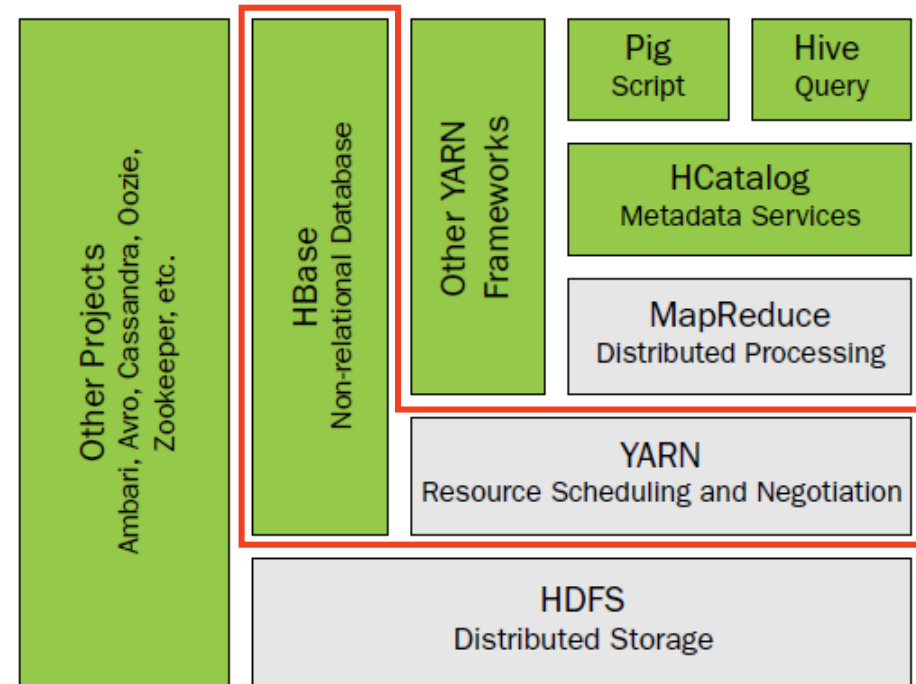 Other Projects
Ambari, Avro, Cassandra, Oozie,
Zookeeper, etc.
HBase
Non-relational Database
Other YARN
Frameworks
Pig
Script
Hive
Query
HCatalog
Metadata Services
MapReduce
Distributed Processing
YARN
Resource Scheduling and Negotiation
HDFS
Distributed Storage